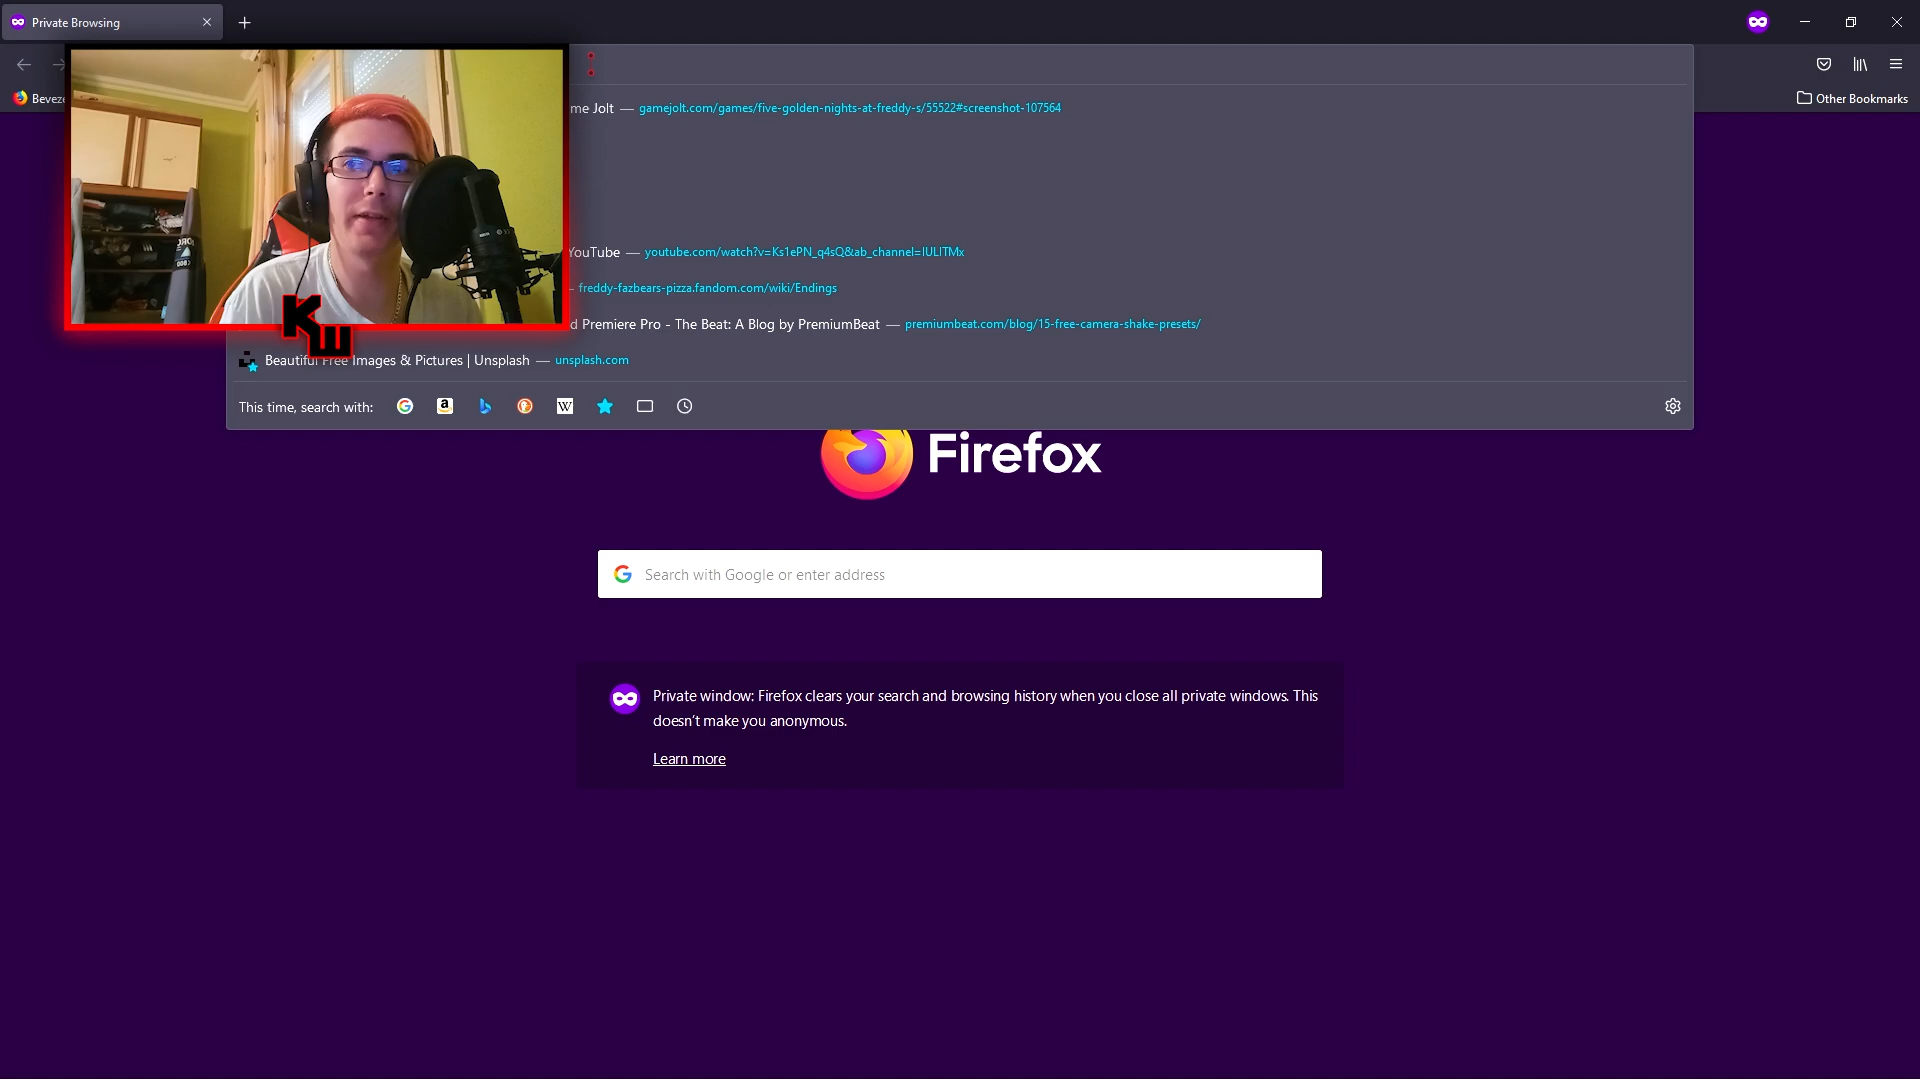 Private Browsing
Beveze
Other Bookmarks
me Jolt — gamejolt.com/games/five-golden-nights-at-freddy-s/55522#screenshot-107564
YouTube — youtube.com/watch?v=Ks1ePN_q4sQ&ab_channel=IULITMx
- freddy-fazbears-pizza.fandom.com/wiki/Endings
d Premiere Pro - The Beat: A Blog by PremiumBeat — premiumbeat.com/blog/15-free-camera-shake-presets/
KW
Beautiful Free Images & Pictures | Unsplash — unsplash.com
This time, search with:
Firefox
Search with Google or enter address
Private window: Firefox clears your search and browsing history when you close all private windows. This
doesn't make you anonymous.
Learn more